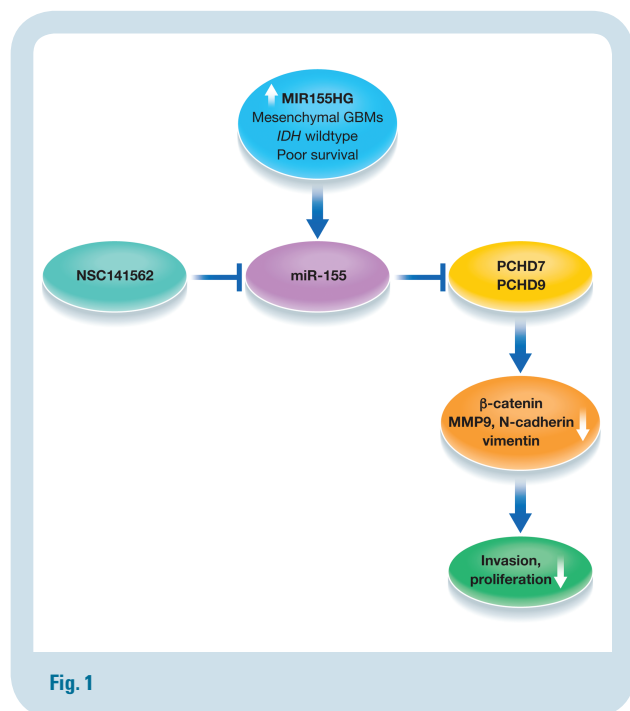 MIR155HG
Mesenchymal GBMs
IDH wildtype
Poor survival
NSC141562
miR-155
PCHD7
PCHD9
β-catenin
MMP9, N-cadherin
vimentin
Invasion,
proliferation
Fig. 1